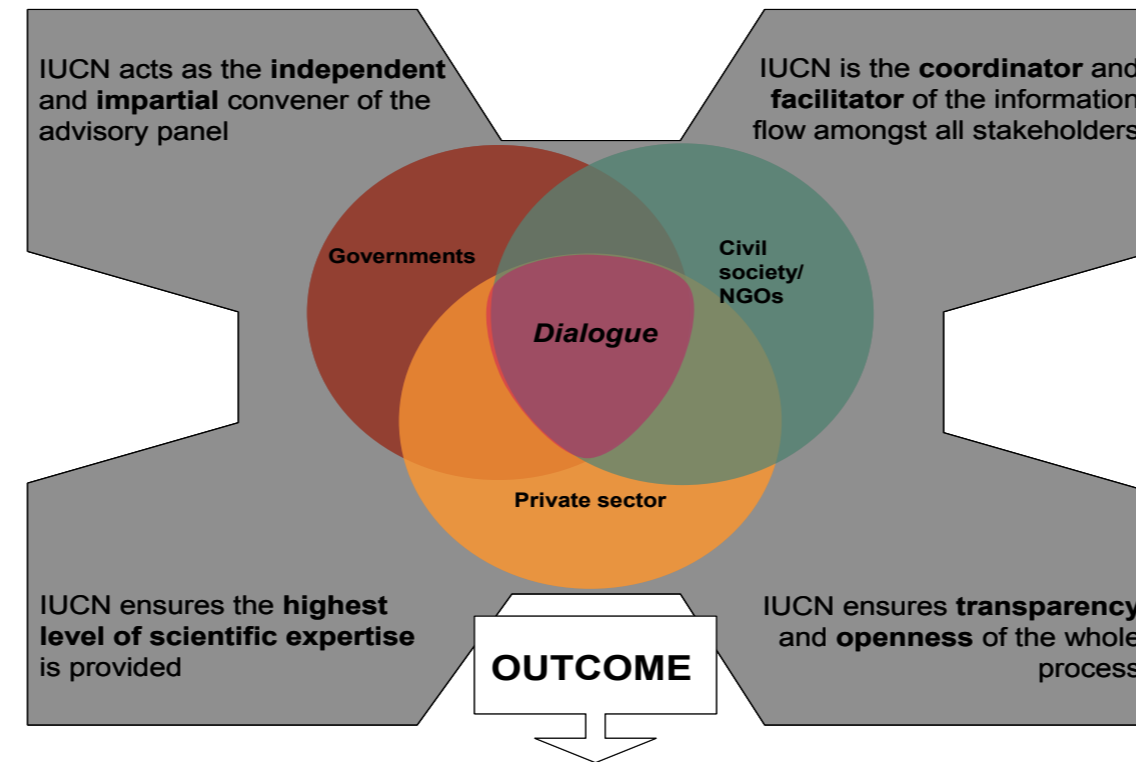 IUCN acts as the independent
and impartial convener of the
advisory panel
IUCN is the coordinator and
facilitator of the information
flow amongst all stakeholders
Governments
Civil
society/
NGOs
Dialogue
Private sector
IUCN ensures the highest
level of scientific expertise
is provided
IUCN ensures transparency
and openness of the whole
process
OUTCOME